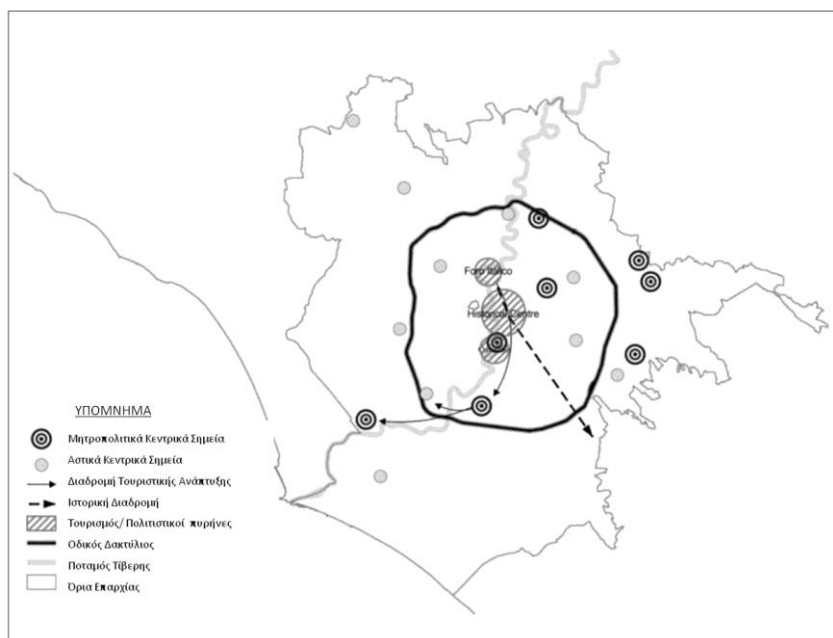 Foro Italico
Historical Centre
ΥΠΟΜΝΗΜΑ
Μητροπολιτικά Κεντρικά Σημεία
Αστικά Κεντρικά Σημεία
Διαδρομή Τουριστικής Ανάπτυξης
Ιστορική Διαδρομή
Τουρισμός/ Πολιτιστικοί πυρήνες
Οδικός Δακτύλιος
Ποταμός Τίβερης
Όρια Επαρχίας